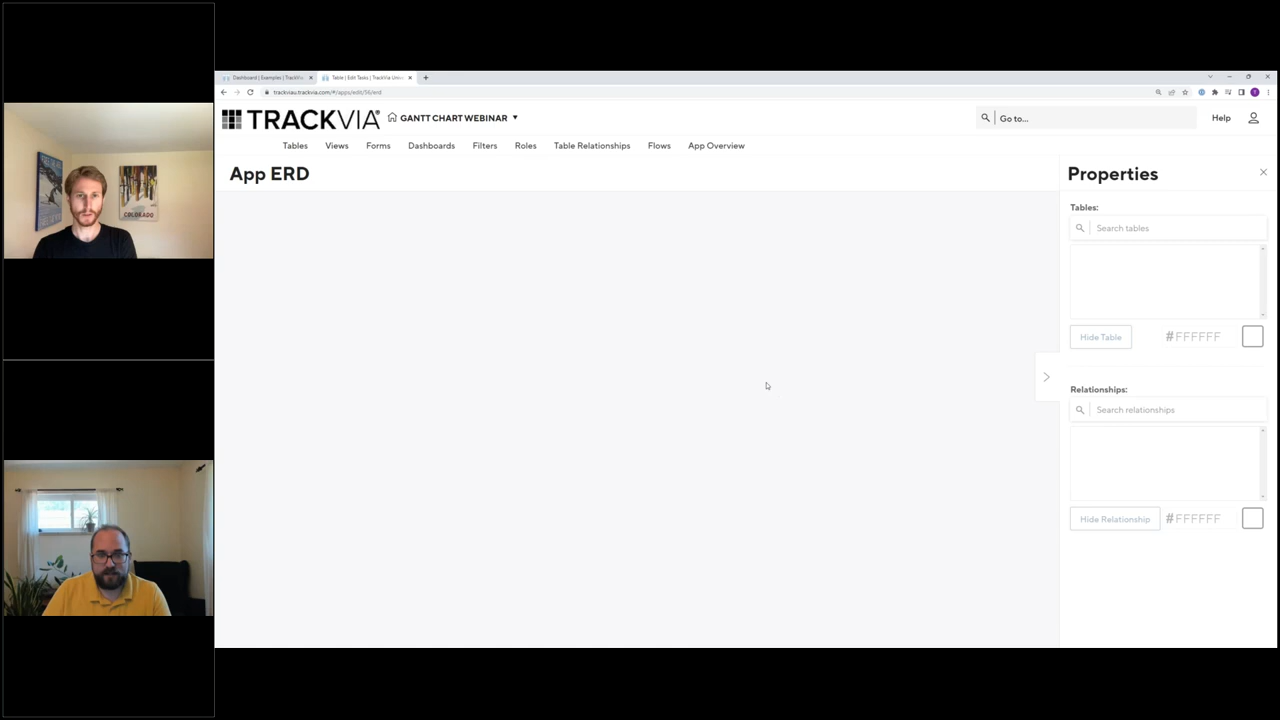 Dashboard | Examples | TrackVia
Table | Edit Tasks | TrackVia Univ
trackviau.trackvia.com/#/apps/edit/56/erd
TRACKVIA
GANTT CHART WEBINAR
Go to...
Help
Tables
Views
Forms
Dashboards
Filters
Roles
Table Relationships
Flows
App Overview
App ERD
Properties
Tables:
Search tables
Hide Table
#FFFFFF
Relationships:
Search relationships
Hide Relationship
#FFFFFF
COLORADO